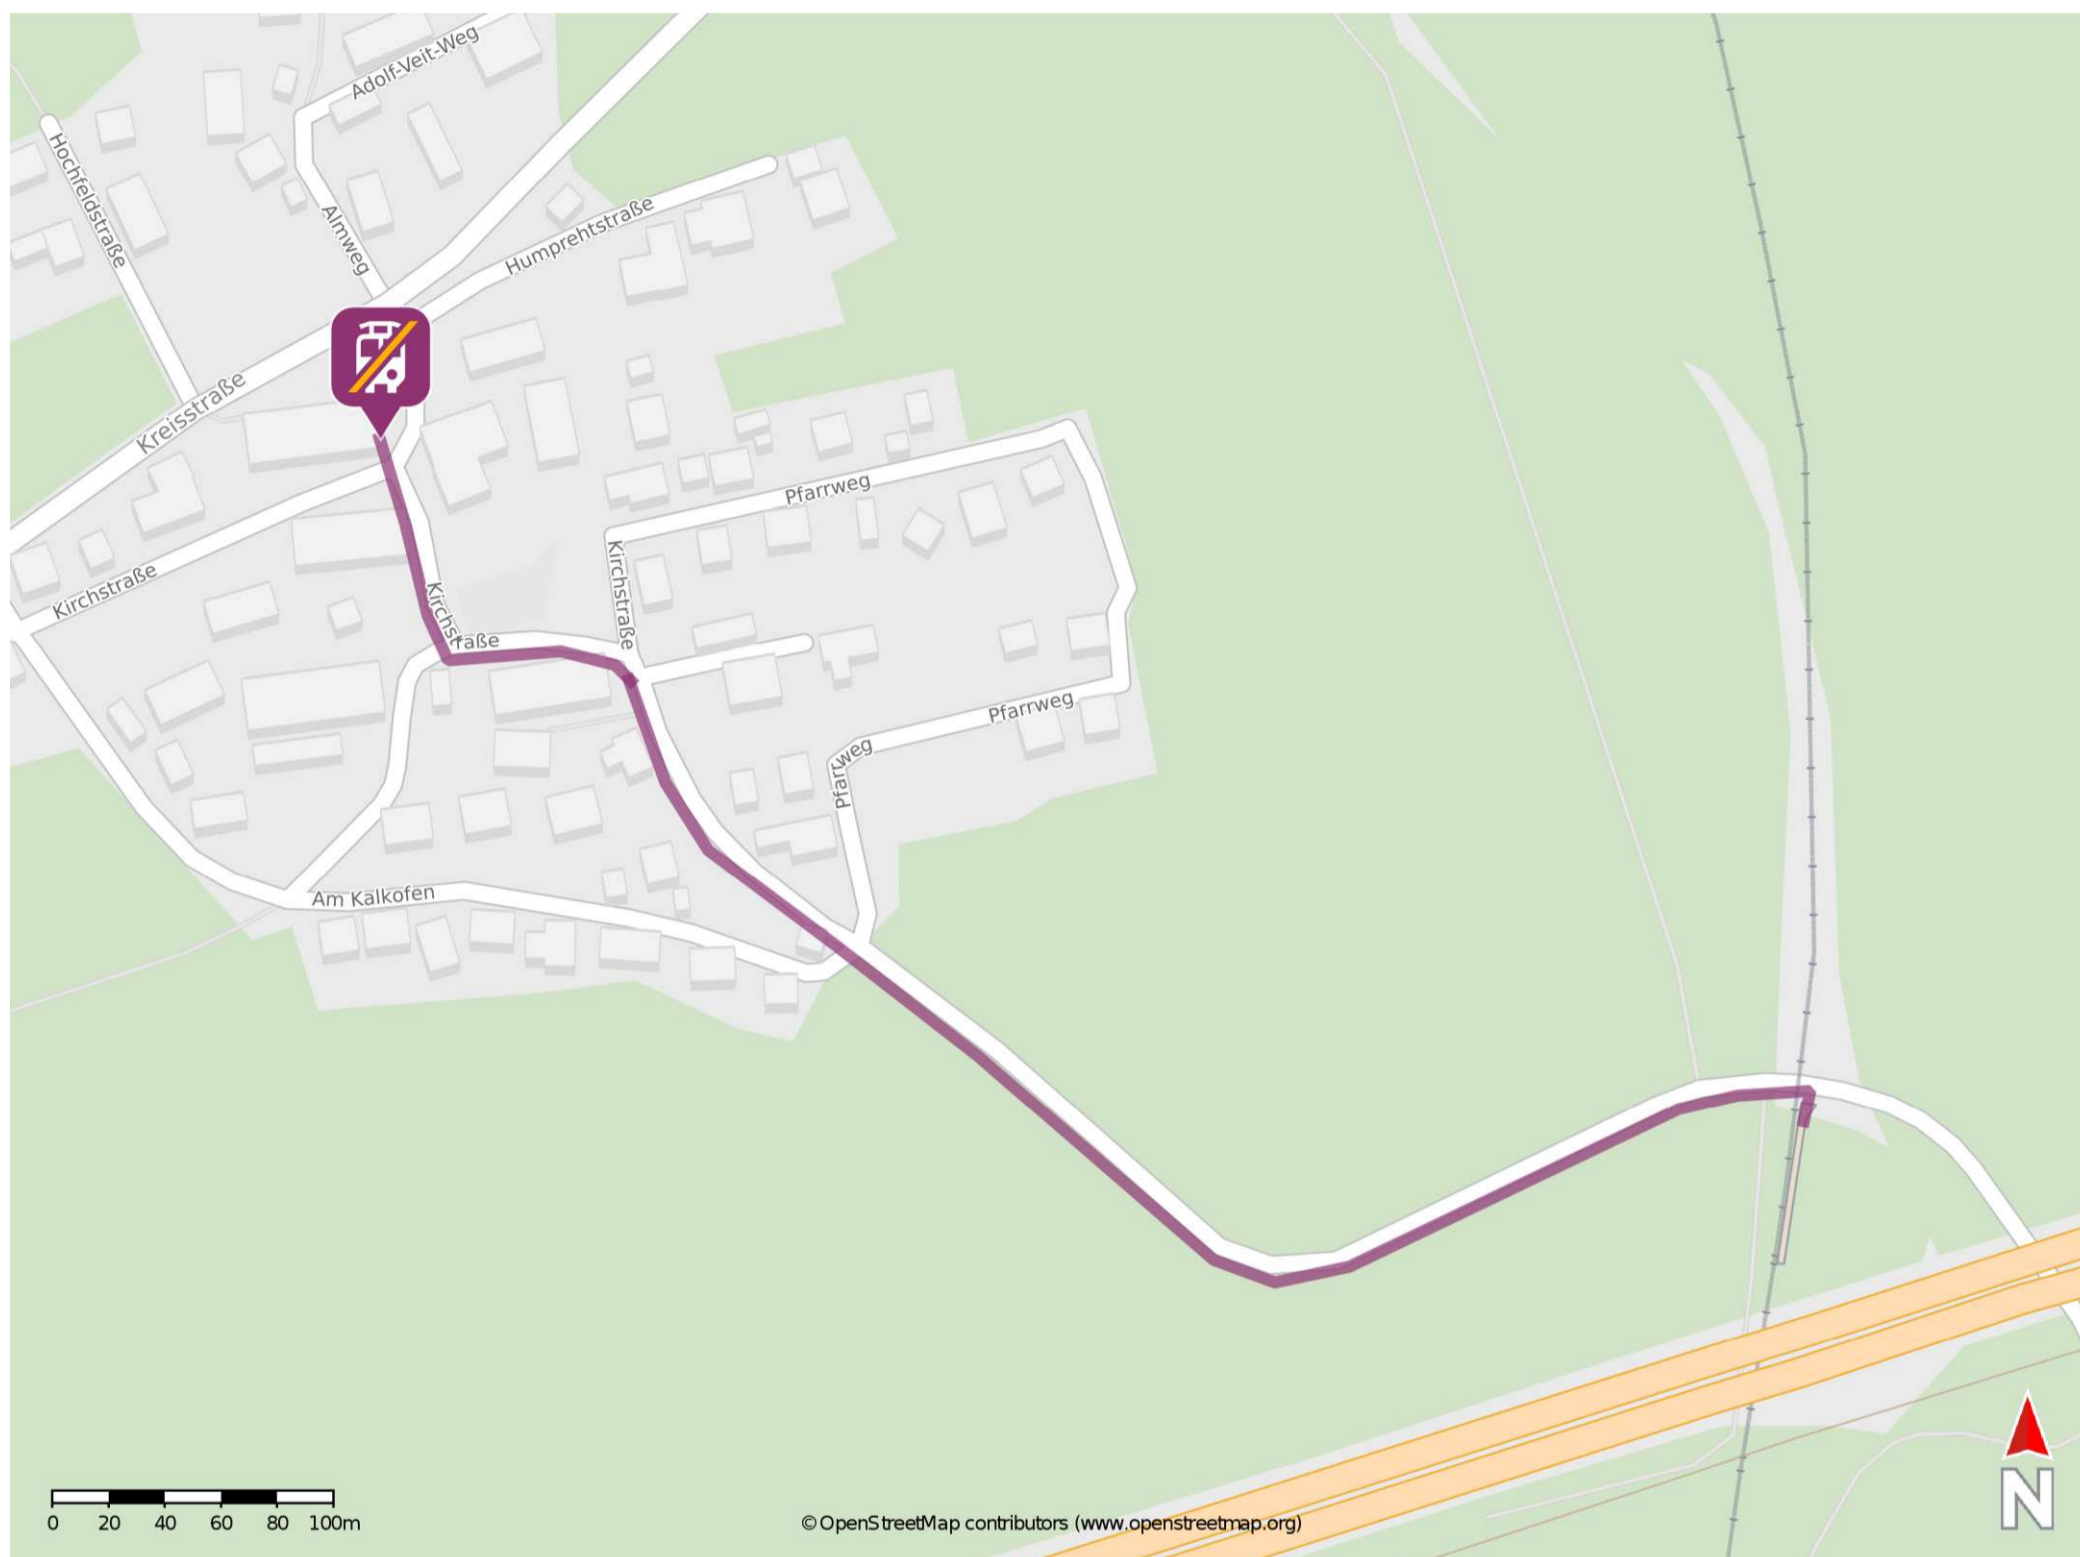 Adolf-Veit-Weg
Hochfeldstraße
Almweg
Humprehtstraße
Kreisstraße
Pfarrweg
Kirchstraße
Kirchstraße
Kirchstraße
Pfarrweg
Pfarrweg
Am Kalkofen
0 20 40 60 80 100m
©OpenStreetMap contributors (www.openstreetmap.org)
N